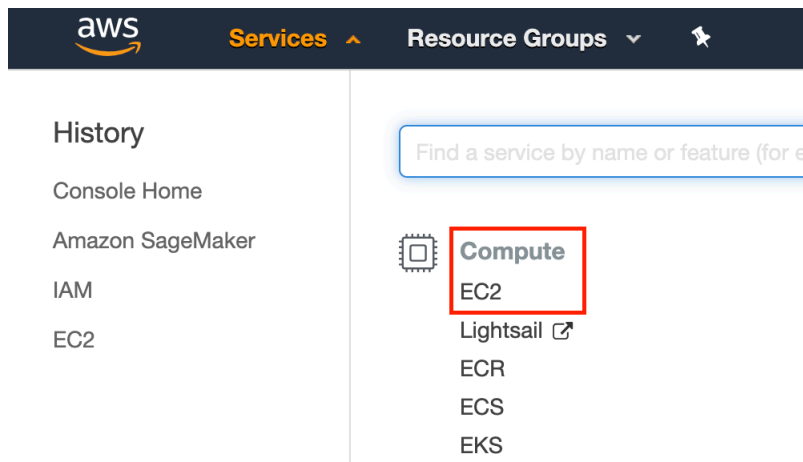 aws Services Resource Groups
History
Console Home
Amazon SageMaker
IAM
EC2
Find a service by name or feature (for e
Compute
EC2
Lightsail
ECR
ECS
EKS